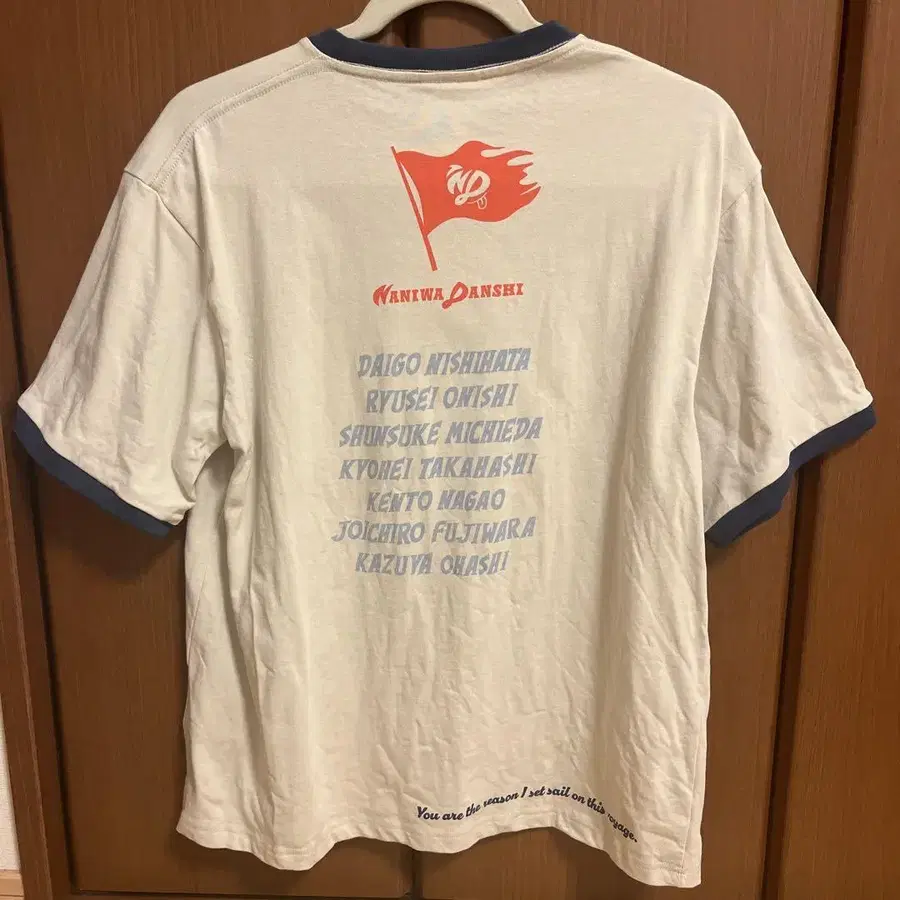 ND
NANIWA DANSHI
DAIGO NISHIHATA
RYUSEI ONISHI
SHUNSUKE MICHIEDA
KYOHEI TAKAHASHI
KENTO NAGAO
JOICHIRO FUJIWARA
KAZUYA OHASHI
You are the reason I set sail on this voyage.